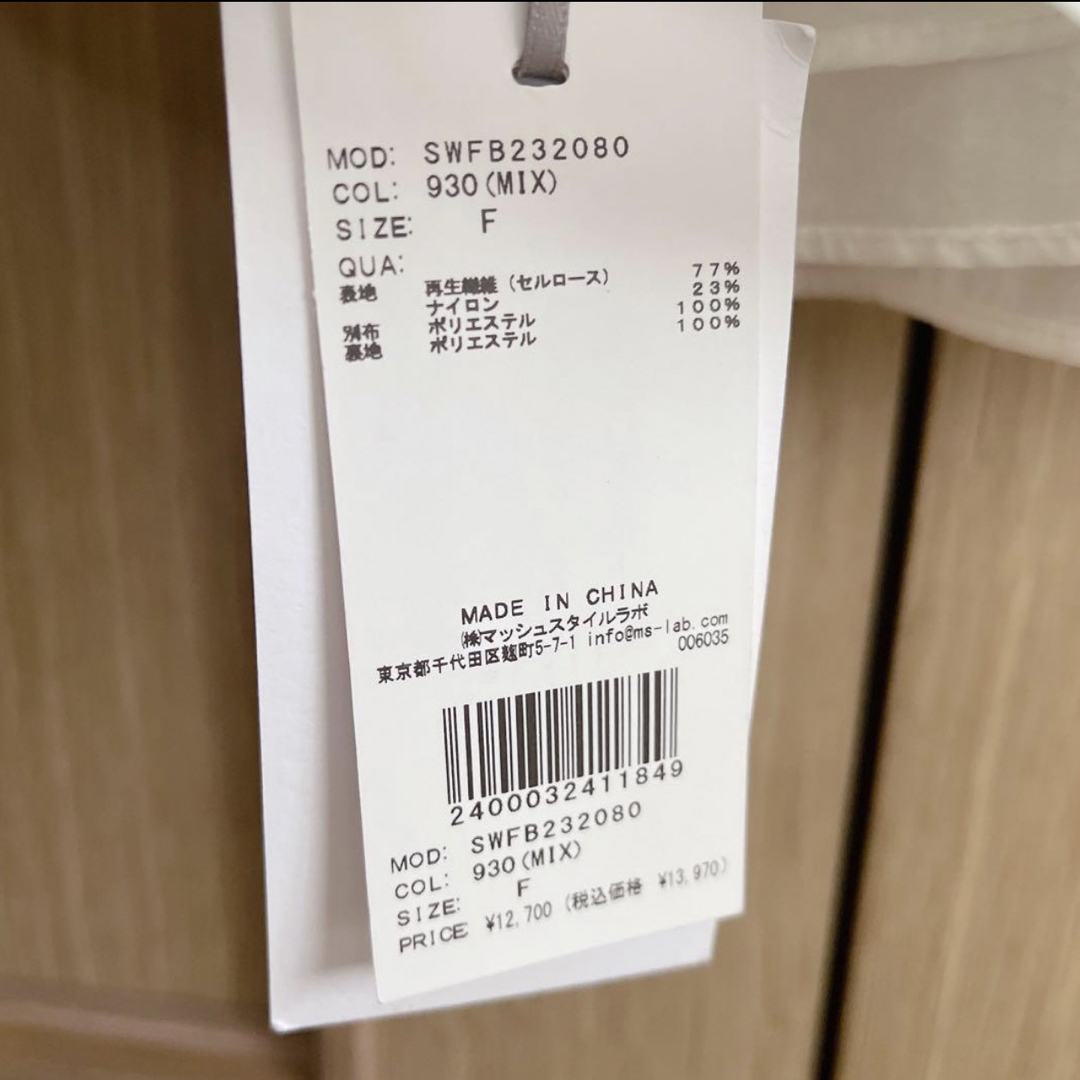 MOD: SWFB232080
COL: 930(MIX)
SIZE: F
QUA:
表地 再生繊維(セルロース) 77%
ナイロン 23%
別布 ポリエステル 100%
裏地 ポリエステル 100%
MADE IN CHINA
㈱マッシュスタイルラボ
東京都千代田区麹町5-7-1 info@ms-lab.com
006035
2400032411849
MOD: SWFB232080
COL: 930(MIX)
SIZE: F
PRICE: ¥12,700 (税込価格 ¥13,970)